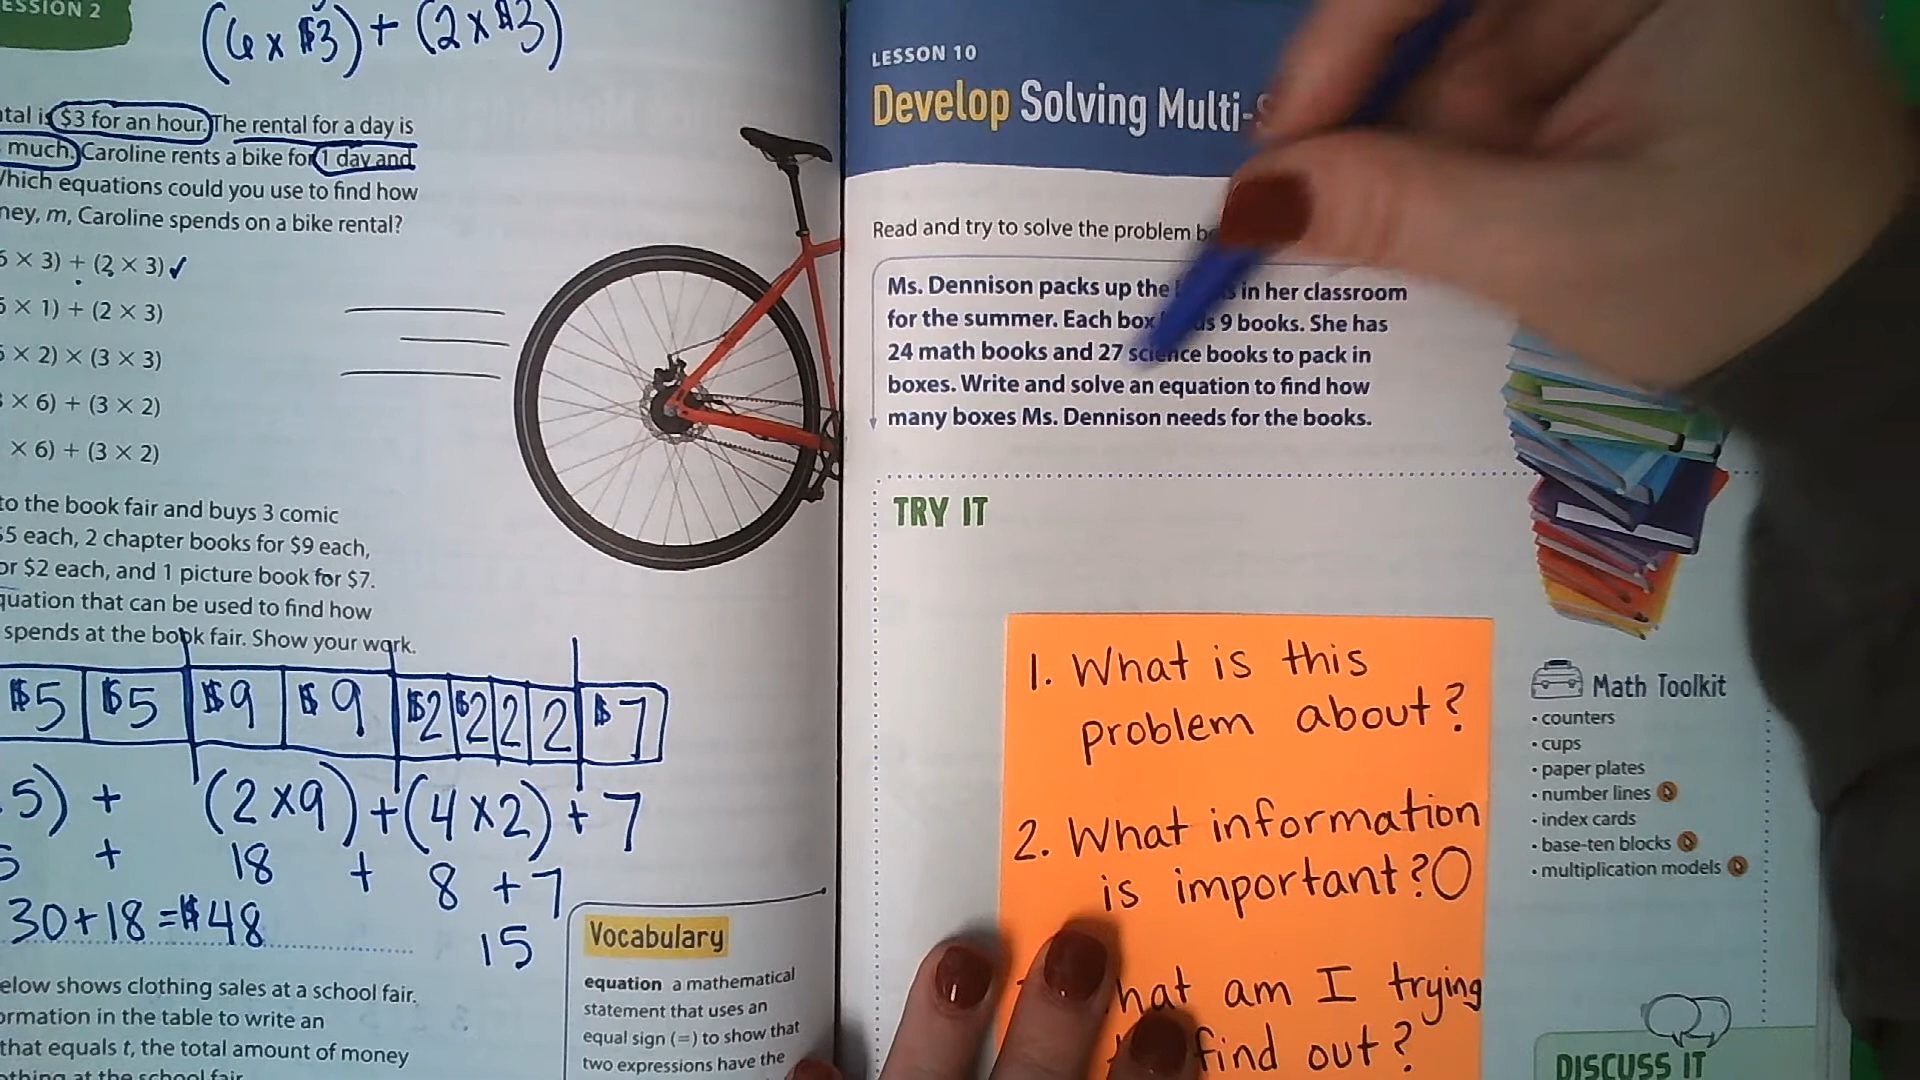 ESSION 2
(6 x $3) + (2 x $3)
tal is $3 for an hour. The rental for a day is
much. Caroline rents a bike for 1 day and
Which equations could you use to find how
ney, m, Caroline spends on a bike rental?
× 3) + (2 × 3) ✓
× 1) + (2 × 3)
× 2) × (3 × 3)
× 6) + (3 × 2)
× 6) + (3 × 2)
to the book fair and buys 3 comic
$5 each, 2 chapter books for $9 each,
or $2 each, and 1 picture book for $7.
quation that can be used to find how
spends at the book fair. Show your work.
$5 $5 $9 $9 $2 $2 2 2 $7
5) + (2x9) + (4x2) + 7
+ 18 + 8 + 7
30+18=$48
15
elow shows clothing sales at a school fair.
ormation in the table to write an
that equals t, the total amount of money
othing at the school fair
Vocabulary
equation a mathematical
statement that uses an
equal sign (=) to show that
two expressions have the
LESSON 10
Develop Solving Multi-
Read and try to solve the problem
Ms. Dennison packs up the in her classroom
for the summer. Each box 9 books. She has
24 math books and 27 science books to pack in
boxes. Write and solve an equation to find how
many boxes Ms. Dennison needs for the books.
TRY IT
1. What is this
problem about?
2. What information
is important? O
hat am I trying
find out?
Math Toolkit
• counters
• cups
• paper plates
• number lines
• index cards
• base-ten blocks
• multiplication models
DISCUSS IT